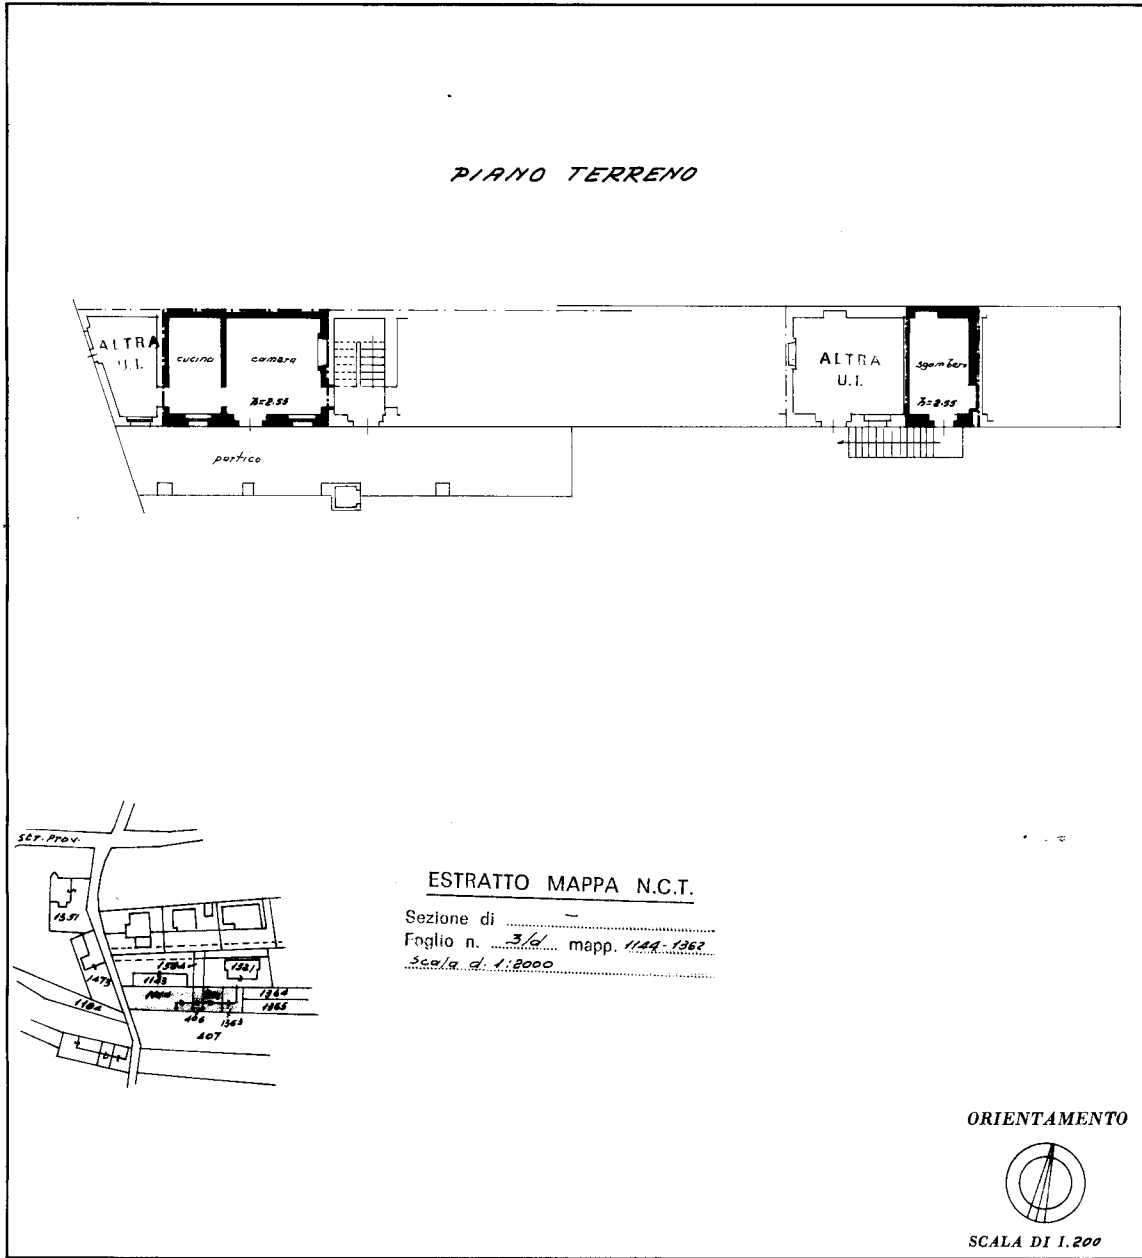 PIANO TERRENO
ALTRA
U.I.
cucina
camera
h=2.55
ALTRA
U.I.
sgombero
h=2.55
portico
Str. Prov.
1351
1473
1184
1143
1521
1364
1365
406
1363
407
ESTRATTO MAPPA N.C.T.
Sezione di –
Foglio n. 3/d mapp. 1144-1362
Scala d. 1:2000
ORIENTAMENTO
SCALA DI 1.200